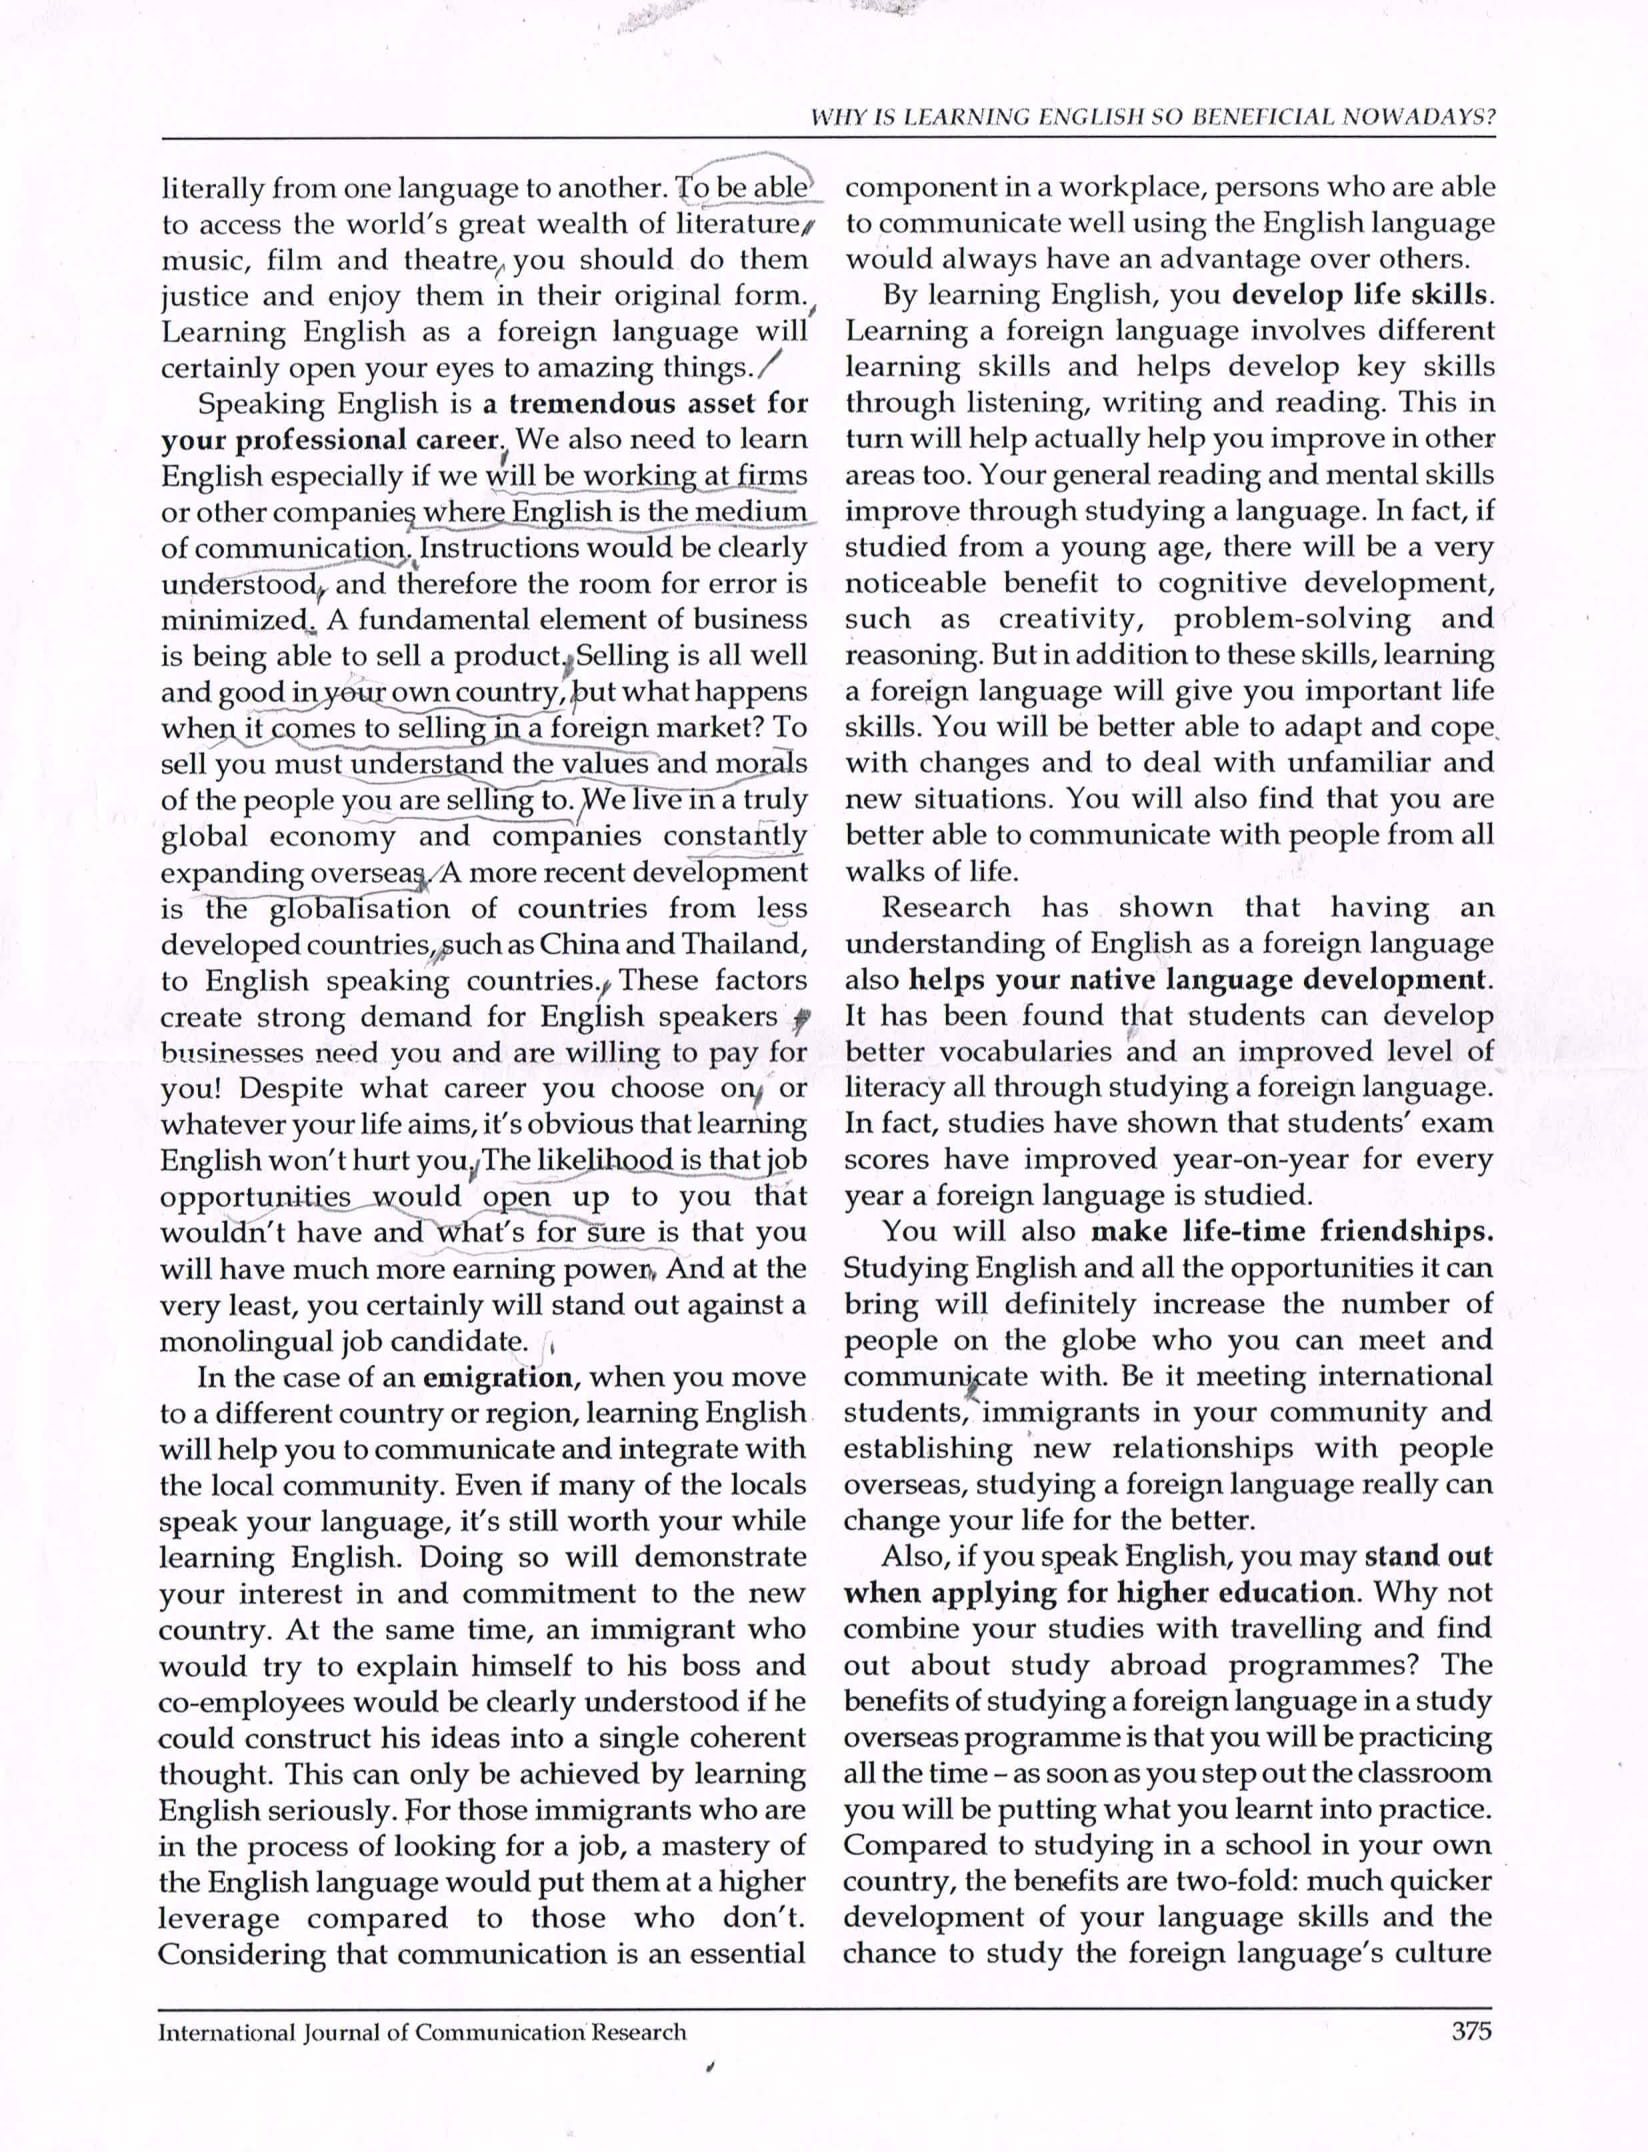 WHY IS LEARNING ENGLISH SO BENEFICIAL NOWADAYS?
literally from one language to another. To be able
to access the world's great wealth of literature,
music, film and theatre, you should do them
justice and enjoy them in their original form.
Learning English as a foreign language will
certainly open your eyes to amazing things.
Speaking English is a tremendous asset for
your professional career. We also need to learn
English especially if we will be working at firms
or other companies where English is the medium
of communication. Instructions would be clearly
understood, and therefore the room for error is
minimized. A fundamental element of business
is being able to sell a product. Selling is all well
and good in your own country, but what happens
when it comes to selling in a foreign market? To
sell you must understand the values and morals
of the people you are selling to. We live in a truly
global economy and companies constantly
expanding overseas. A more recent development
is the globalisation of countries from less
developed countries, such as China and Thailand,
to English speaking countries. These factors
create strong demand for English speakers
businesses need you and are willing to pay for
you! Despite what career you choose on, or
whatever your life aims, it's obvious that learning
English won't hurt you. The likelihood is that job
opportunities would open up to you that
wouldn't have and what's for sure is that you
will have much more earning power. And at the
very least, you certainly will stand out against a
monolingual job candidate.
In the case of an emigration, when you move
to a different country or region, learning English
will help you to communicate and integrate with
the local community. Even if many of the locals
speak your language, it's still worth your while
learning English. Doing so will demonstrate
your interest in and commitment to the new
country. At the same time, an immigrant who
would try to explain himself to his boss and
co-employees would be clearly understood if he
could construct his ideas into a single coherent
thought. This can only be achieved by learning
English seriously. For those immigrants who are
in the process of looking for a job, a mastery of
the English language would put them at a higher
leverage compared to those who don't.
Considering that communication is an essential
component in a workplace, persons who are able
to communicate well using the English language
would always have an advantage over others.
By learning English, you develop life skills.
Learning a foreign language involves different
learning skills and helps develop key skills
through listening, writing and reading. This in
turn will help actually help you improve in other
areas too. Your general reading and mental skills
improve through studying a language. In fact, if
studied from a young age, there will be a very
noticeable benefit to cognitive development,
such as creativity, problem-solving and
reasoning. But in addition to these skills, learning
a foreign language will give you important life
skills. You will be better able to adapt and cope
with changes and to deal with unfamiliar and
new situations. You will also find that you are
better able to communicate with people from all
walks of life.
Research has shown that having an
understanding of English as a foreign language
also helps your native language development.
It has been found that students can develop
better vocabularies and an improved level of
literacy all through studying a foreign language.
In fact, studies have shown that students' exam
scores have improved year-on-year for every
year a foreign language is studied.
You will also make life-time friendships.
Studying English and all the opportunities it can
bring will definitely increase the number of
people on the globe who you can meet and
communicate with. Be it meeting international
students, immigrants in your community and
establishing new relationships with people
overseas, studying a foreign language really can
change your life for the better.
Also, if you speak English, you may stand out
when applying for higher education. Why not
combine your studies with travelling and find
out about study abroad programmes? The
benefits of studying a foreign language in a study
overseas programme is that you will be practicing
all the time – as soon as you step out the classroom
you will be putting what you learnt into practice.
Compared to studying in a school in your own
country, the benefits are two-fold: much quicker
development of your language skills and the
chance to study the foreign language's culture
International Journal of Communication Research
375